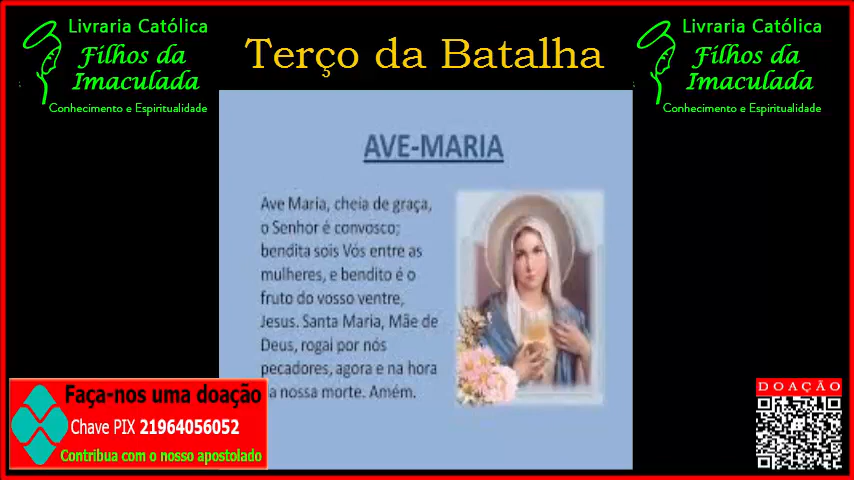 Livraria Católica
Filhos da
Imaculada
Conhecimento e Espiritualidade
Terço da Batalha
Livraria Católica
Filhos da
Imaculada
Conhecimento e Espiritualidade
AVE-MARIA
Ave Maria, cheia de graça,
o Senhor é convosco;
bendita sois Vós entre as
mulheres, e bendito é o
fruto do vosso ventre,
Jesus. Santa Maria, Mãe de
Deus, rogai por nós
pecadores, agora e na hora
a nossa morte. Amém.
Faça-nos uma doação
Chave PIX 21964056052
Contribua com o nosso apostolado
DOAÇÃO